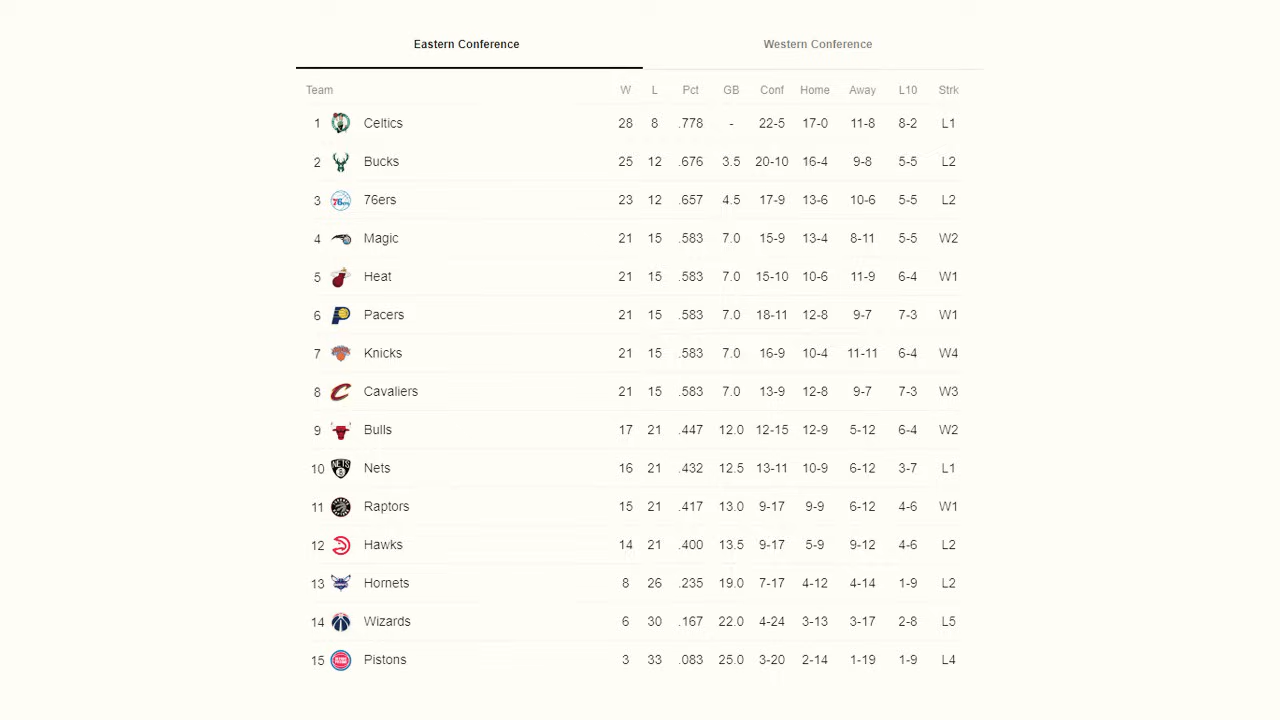 Eastern Conference Western Conference
Team W L Pct GB Conf Home Away L10 Strk
1 Celtics 28 8 .778 - 22-5 17-0 11-8 8-2 L1
2 Bucks 25 12 .676 3.5 20-10 16-4 9-8 5-5 L2
3 76ers 23 12 .657 4.5 17-9 13-6 10-6 5-5 L2
4 Magic 21 15 .583 7.0 15-9 13-4 8-11 5-5 W2
5 Heat 21 15 .583 7.0 15-10 10-6 11-9 6-4 W1
6 Pacers 21 15 .583 7.0 18-11 12-8 9-7 7-3 W1
7 Knicks 21 15 .583 7.0 16-9 10-4 11-11 6-4 W4
8 Cavaliers 21 15 .583 7.0 13-9 12-8 9-7 7-3 W3
9 Bulls 17 21 .447 12.0 12-15 12-9 5-12 6-4 W2
10 Nets 16 21 .432 12.5 13-11 10-9 6-12 3-7 L1
11 Raptors 15 21 .417 13.0 9-17 9-9 6-12 4-6 W1
12 Hawks 14 21 .400 13.5 9-17 5-9 9-12 4-6 L2
13 Hornets 8 26 .235 19.0 7-17 4-12 4-14 1-9 L2
14 Wizards 6 30 .167 22.0 4-24 3-13 3-17 2-8 L5
15 Pistons 3 33 .083 25.0 3-20 2-14 1-19 1-9 L4